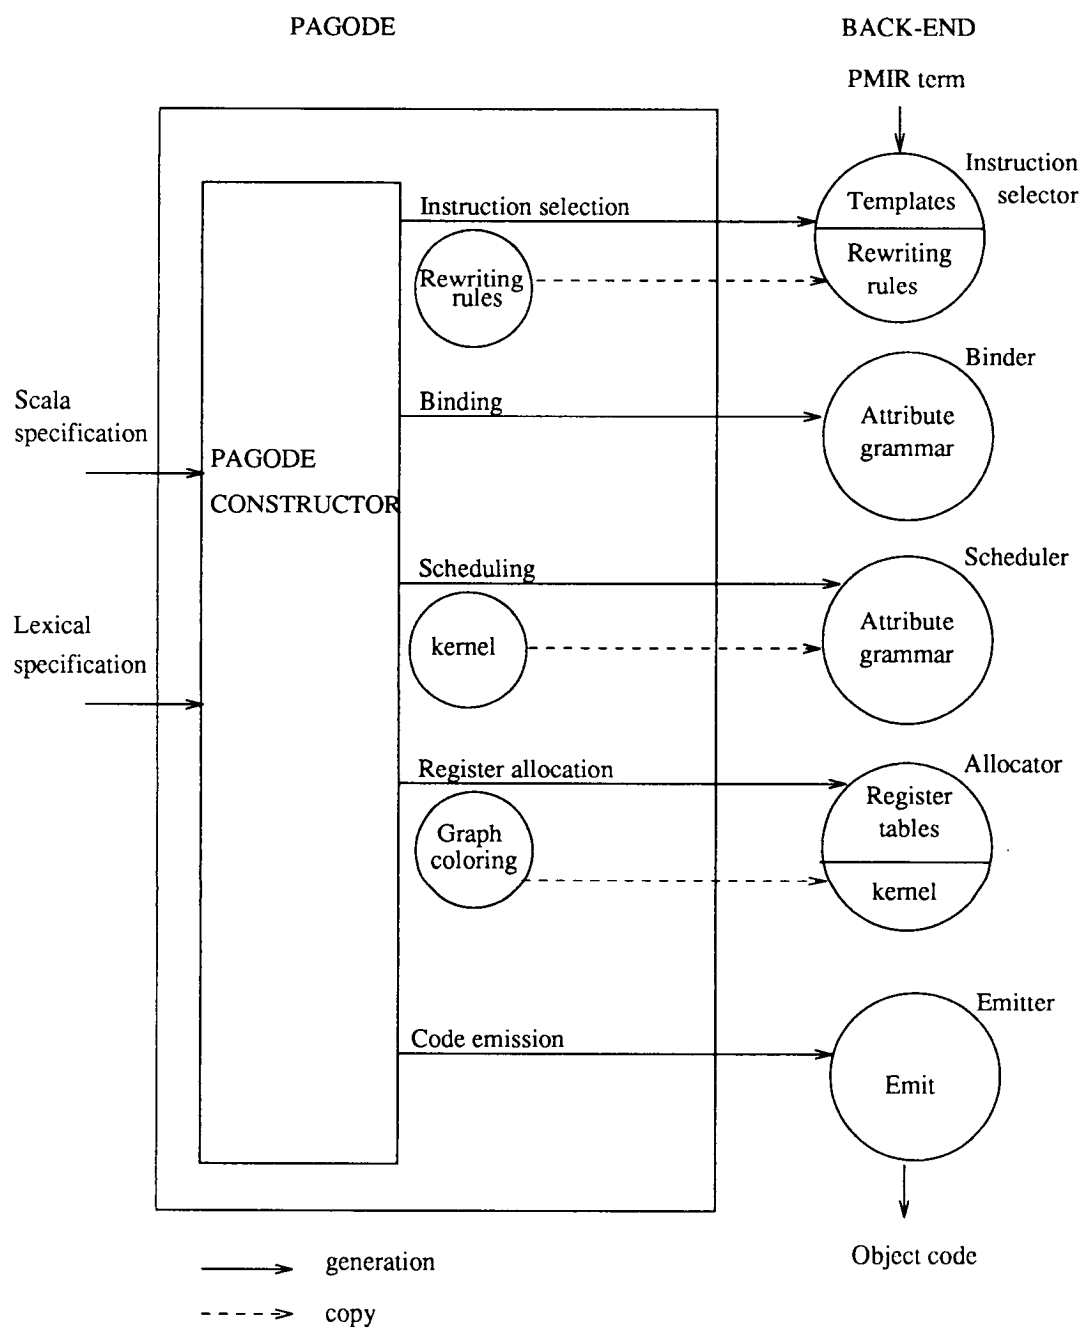 PAGODE
BACK-END
PMIR term
Instruction
selector
Instruction selection
Templates
Rewriting
rules
Rewriting
rules
Binder
Scala
specification
Binding
Attribute
grammar
PAGODE
CONSTRUCTOR
Scheduler
Scheduling
Lexical
specification
kernel
Attribute
grammar
Allocator
Register allocation
Register
tables
Graph
coloring
kernel
Emitter
Code emission
Emit
Object code
generation
copy